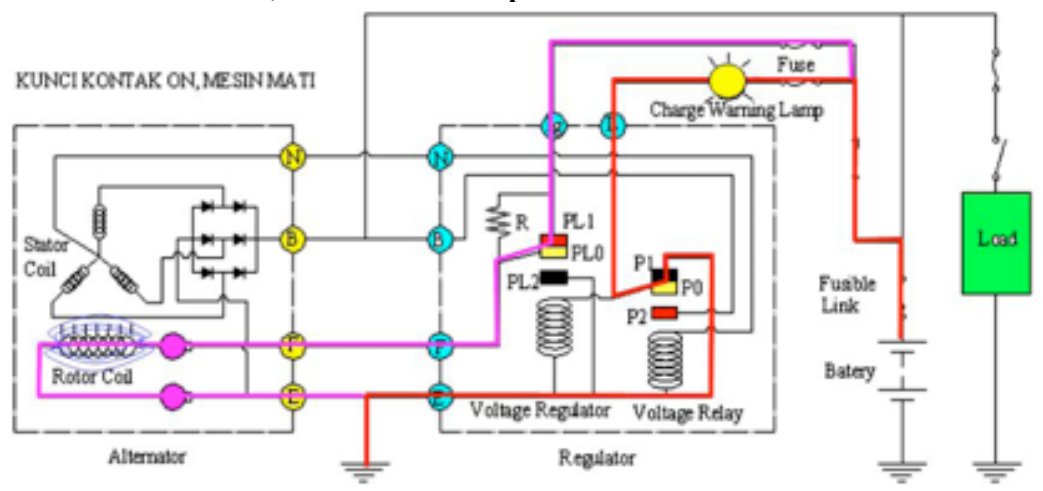 KUNCI KONTAK ON, MESIN MATI
Fuse
Charge Warning Lamp
N
N
R
PL1
PL0
PL2
B
B
Stator
Coil
P1
P0
P2
Load
Fusible
Link
F
F
Rotor Coil
Batery
E
E
Voltage Regulator
Voltage Relay
Alternator
Regulator